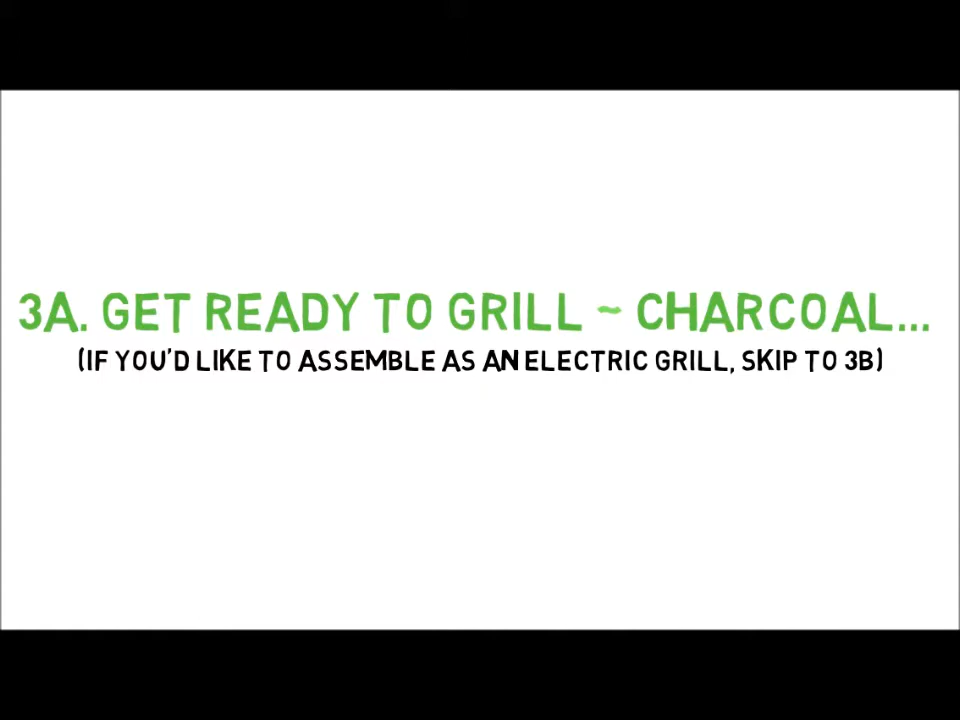 3A. GET READY TO GRILL ~ CHARCOAL...
(IF YOU'D LIKE TO ASSEMBLE AS AN ELECTRIC GRILL, SKIP TO 3B)